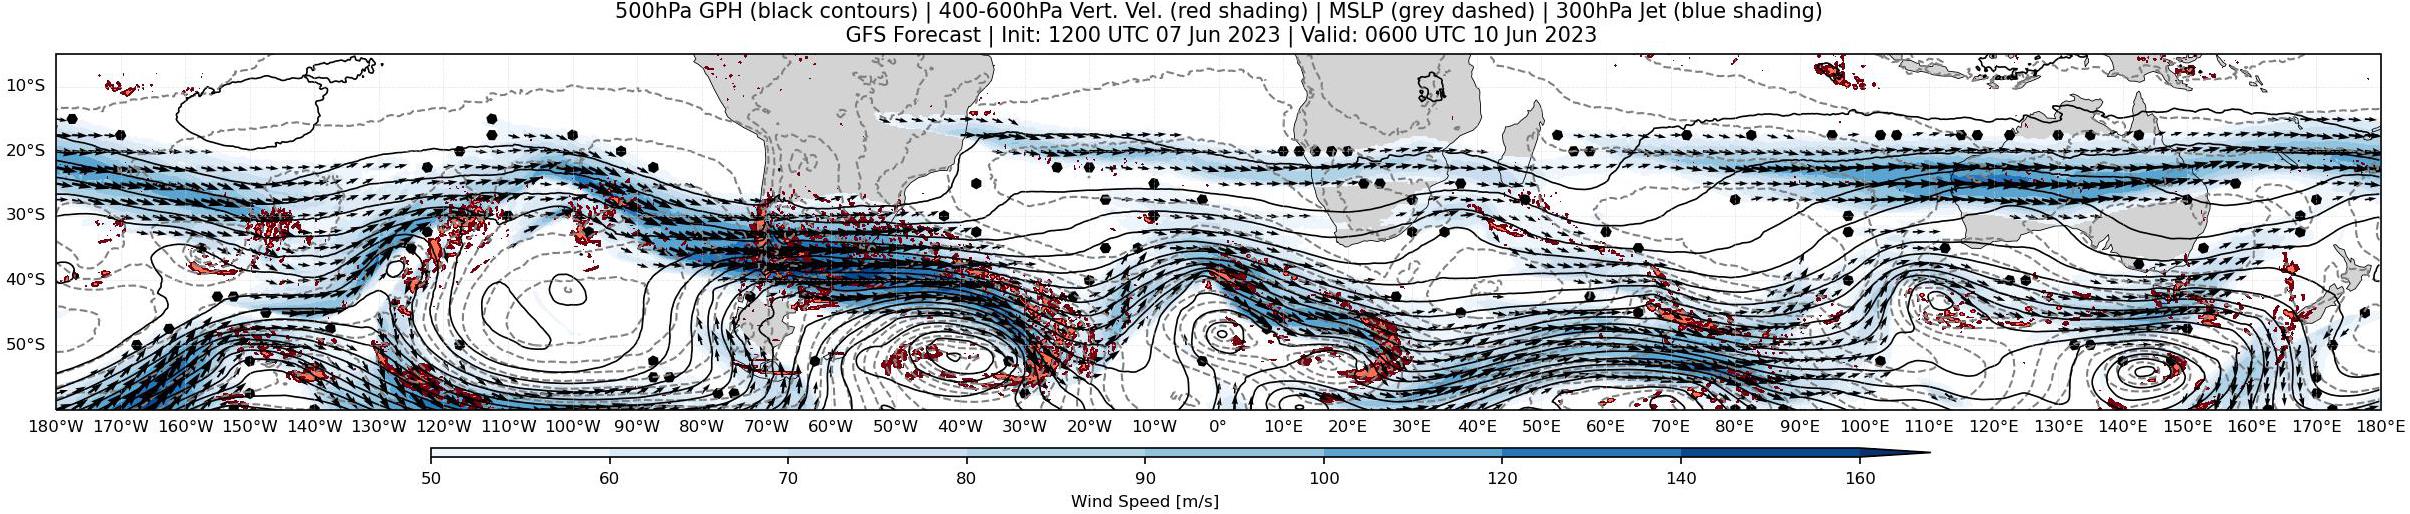 500hPa GPH (black contours) | 400-600hPa Vert. Vel. (red shading) | MSLP (grey dashed) | 300hPa Jet (blue shading)
GFS Forecast | Init: 1200 UTC 07 Jun 2023 | Valid: 0600 UTC 10 Jun 2023
10°S
20°S
30°S
40°S
50°S
180°W 170°W 160°W 150°W 140°W 130°W 120°W 110°W 100°W 90°W 80°W 70°W 60°W 50°W 40°W 30°W 20°W 10°W 0° 10°E 20°E 30°E 40°E 50°E 60°E 70°E 80°E 90°E 100°E 110°E 120°E 130°E 140°E 150°E 160°E 170°E 180°E
50 60 70 80 90 100 120 140 160
Wind Speed [m/s]